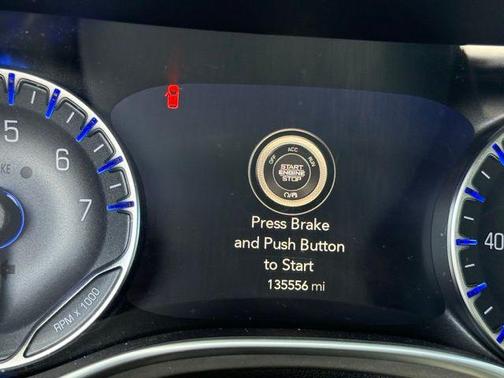 5
6
7
RPM x 1000
OFF ACC RUN
START
ENGINE
STOP
Press Brake
and Push Button
to Start
135556 mi
40